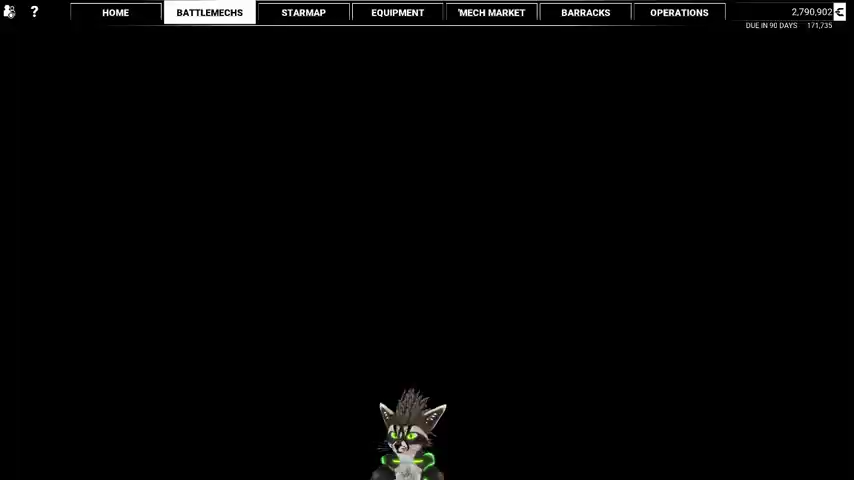 ? HOME BATTLEMECHS STARMAP EQUIPMENT 'MECH MARKET BARRACKS OPERATIONS 2,790,902
DUE IN 90 DAYS 171,735